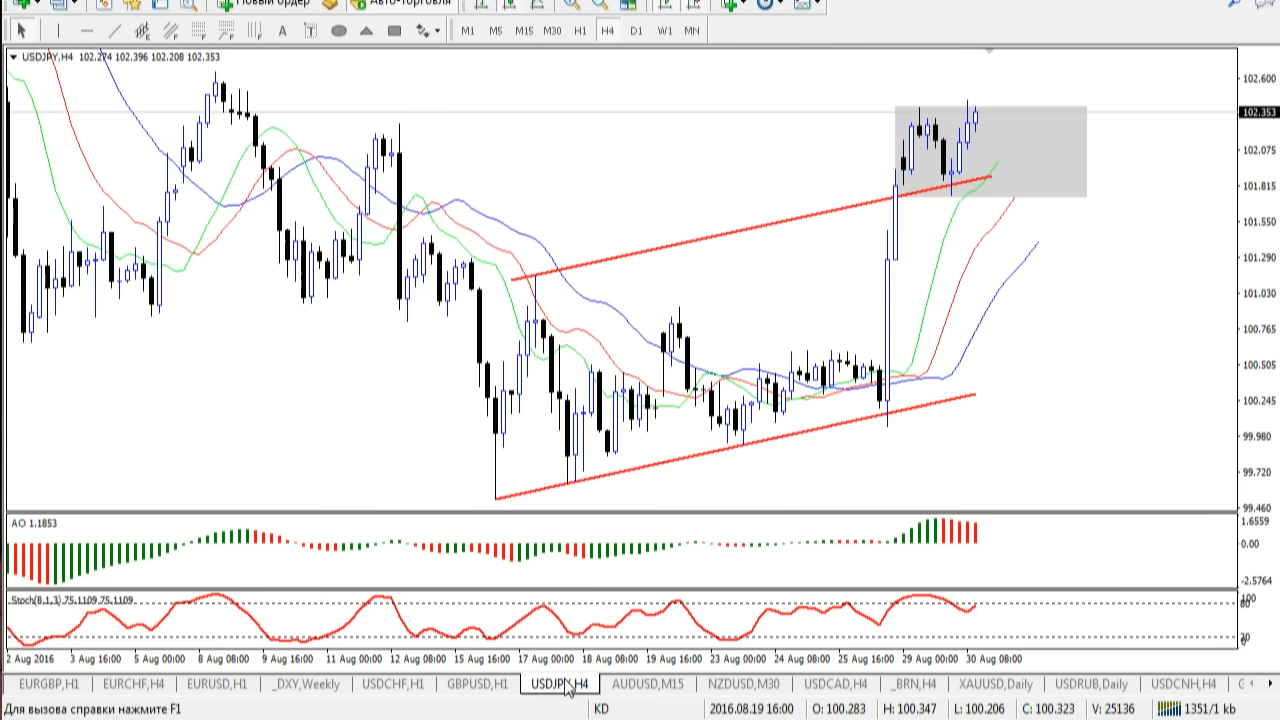 Новый ордер Авто-торговля
A T M1 M5 M15 M30 H1 H4 D1 W1 MN
USDJPY,H4 102.274 102.396 102.208 102.353
102.600
102.353
102.075
101.815
101.550
101.290
101.030
100.765
100.505
100.245
99.980
99.720
99.460
AO 1.1853
1.6559
0.00
-2.5764
Stoch(8,1,3) 75.1109 75.1109
100
80
20
0
2 Aug 2016 3 Aug 16:00 5 Aug 00:00 8 Aug 08:00 9 Aug 16:00 11 Aug 00:00 12 Aug 08:00 15 Aug 16:00 17 Aug 00:00 18 Aug 08:00 19 Aug 16:00 23 Aug 00:00 24 Aug 08:00 25 Aug 16:00 29 Aug 00:00 30 Aug 08:00
EURGBP,H1 EURCHF,H4 EURUSD,H1 _DXY,Weekly USDCHF,H1 GBPUSD,H1 USDJPY,H4 AUDUSD,M15 NZDUSD,M30 USDCAD,H4 _BRN,H4 XAUUSD,Daily USDRUB,Daily USDCNH,H4
Для вызова справки нажмите F1 KD 2016.08.19 16:00 O: 100.283 H: 100.347 L: 100.206 C: 100.323 V: 25136 1351/1 kb